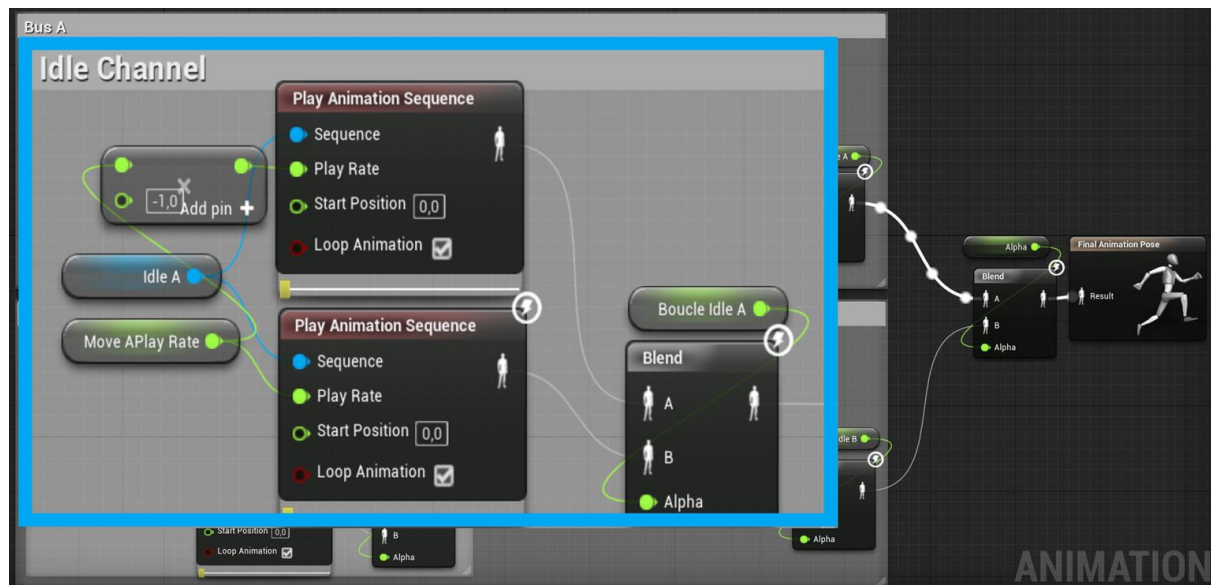 Bus A
Idle Channel
Play Animation Sequence
Sequence
Play Rate
Start Position 0,0
Loop Animation
-1,0
Add pin
Idle A
Move APlay Rate
Play Animation Sequence
Sequence
Play Rate
Start Position 0,0
Loop Animation
Boucle Idle A
Blend
A
B
Alpha
Alpha
Blend
A
B
Alpha
Final Animation Pose
Result
Start Position 0,0
Loop Animation
B
Alpha
Alpha
ANIMATION